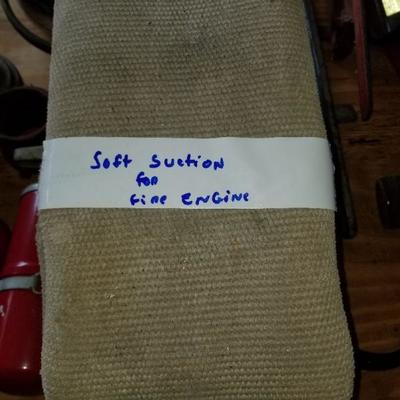 Soft Suction
for
Fire Engine